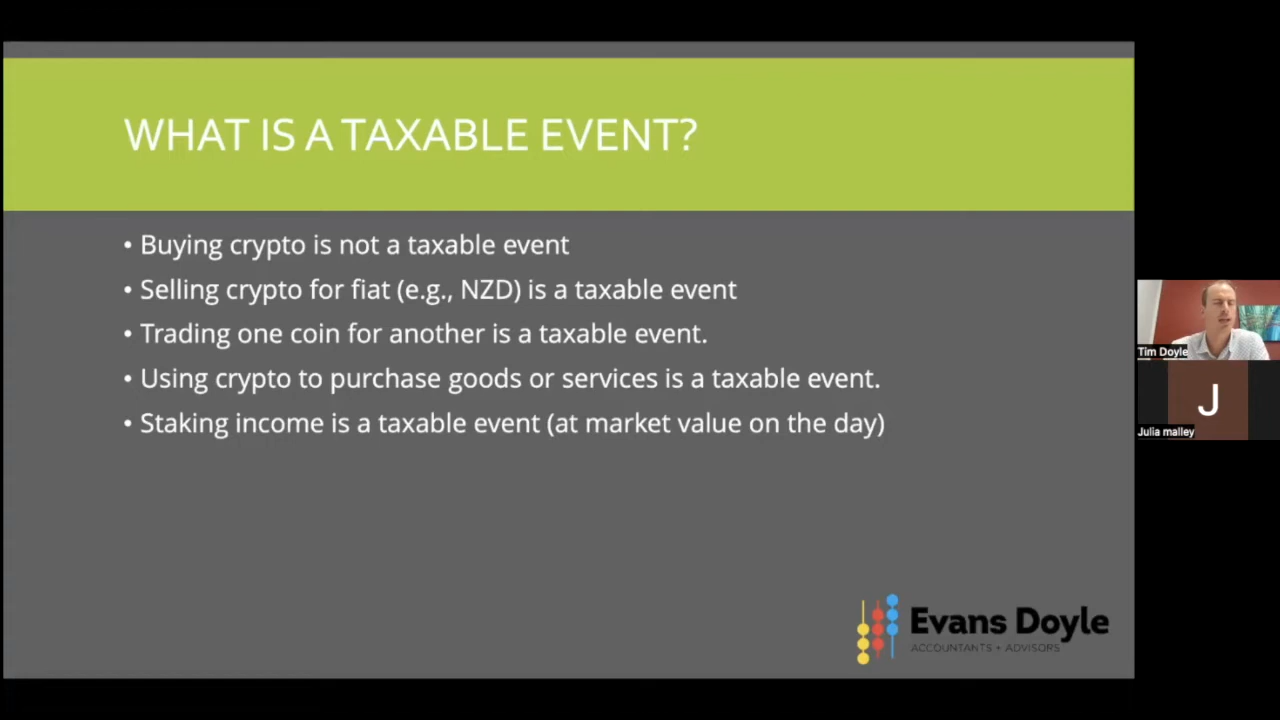 WHAT IS A TAXABLE EVENT?
• Buying crypto is not a taxable event
• Selling crypto for fiat (e.g., NZD) is a taxable event
• Trading one coin for another is a taxable event.
• Using crypto to purchase goods or services is a taxable event.
• Staking income is a taxable event (at market value on the day)
Tim Doyle
J
Julia malley
Evans Doyle
ACCOUNTANTS + ADVISORS